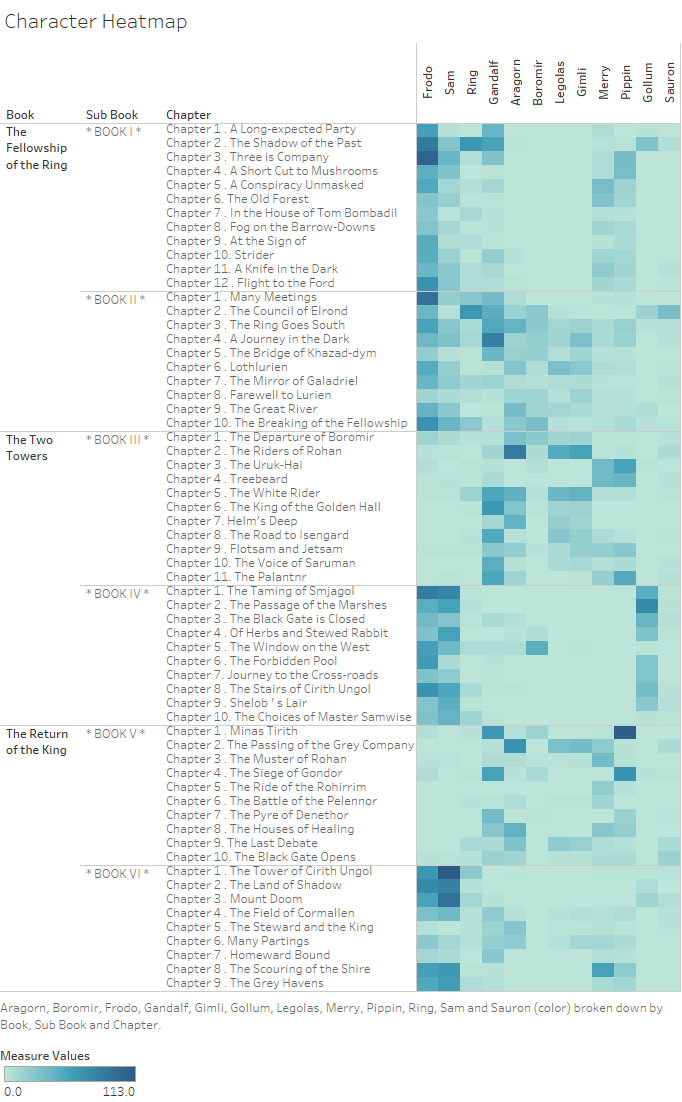 Character Heatmap
Frodo
Sam
Ring
Gandalf
Aragorn
Boromir
Legolas
Gimli
Merry
Pippin
Gollum
Sauron
Book Sub Book Chapter
The Fellowship of the Ring
* BOOK I *
Chapter 1 . A Long-expected Party
Chapter 2 . The Shadow of the Past
Chapter 3 . Three is Company
Chapter 4 . A Short Cut to Mushrooms
Chapter 5 . A Conspiracy Unmasked
Chapter 6. The Old Forest
Chapter 7 . In the House of Tom Bombadil
Chapter 8 . Fog on the Barrow-Downs
Chapter 9 . At the Sign of
Chapter 10. Strider
Chapter 11. A Knife in the Dark
Chapter 12 . Flight to the Ford
* BOOK II *
Chapter 1 . Many Meetings
Chapter 2 . The Council of Elrond
Chapter 3 . The Ring Goes South
Chapter 4 . A Journey in the Dark
Chapter 5 . The Bridge of Khazad-dym
Chapter 6 . Lothlurien
Chapter 7 . The Mirror of Galadriel
Chapter 8 . Farewell to Lurien
Chapter 9 . The Great River
Chapter 10. The Breaking of the Fellowship
The Two Towers
* BOOK III *
Chapter 1 . The Departure of Boromir
Chapter 2 . The Riders of Rohan
Chapter 3 . The Uruk-Hai
Chapter 4 . Treebeard
Chapter 5 . The White Rider
Chapter 6 . The King of the Golden Hall
Chapter 7. Helm's Deep
Chapter 8 . The Road to Isengard
Chapter 9 . Flotsam and Jetsam
Chapter 10. The Voice of Saruman
Chapter 11. The Palantnr
* BOOK IV *
Chapter 1. The Taming of Smjagol
Chapter 2 . The Passage of the Marshes
Chapter 3 . The Black Gate is Closed
Chapter 4 . Of Herbs and Stewed Rabbit
Chapter 5 . The Window on the West
Chapter 6 . The Forbidden Pool
Chapter 7. Journey to the Cross-roads
Chapter 8 . The Stairs of Cirith Ungol
Chapter 9 . Shelob ' s Lair
Chapter 10. The Choices of Master Samwise
The Return of the King
* BOOK V *
Chapter 1 . Minas Tirith
Chapter 2. The Passing of the Grey Company
Chapter 3 . The Muster of Rohan
Chapter 4 . The Siege of Gondor
Chapter 5 . The Ride of the Rohirrim
Chapter 6 . The Battle of the Pelennor
Chapter 7 . The Pyre of Denethor
Chapter 8 . The Houses of Healing
Chapter 9. The Last Debate
Chapter 10. The Black Gate Opens
* BOOK VI *
Chapter 1 . The Tower of Cirith Ungol
Chapter 2 . The Land of Shadow
Chapter 3 . Mount Doom
Chapter 4 . The Field of Cormallen
Chapter 5 . The Steward and the King
Chapter 6. Many Partings
Chapter 7 . Homeward Bound
Chapter 8 . The Scouring of the Shire
Chapter 9 . The Grey Havens
Aragorn, Boromir, Frodo, Gandalf, Gimli, Gollum, Legolas, Merry, Pippin, Ring, Sam and Sauron (color) broken down by
Book, Sub Book and Chapter.
Measure Values
0.0 113.0